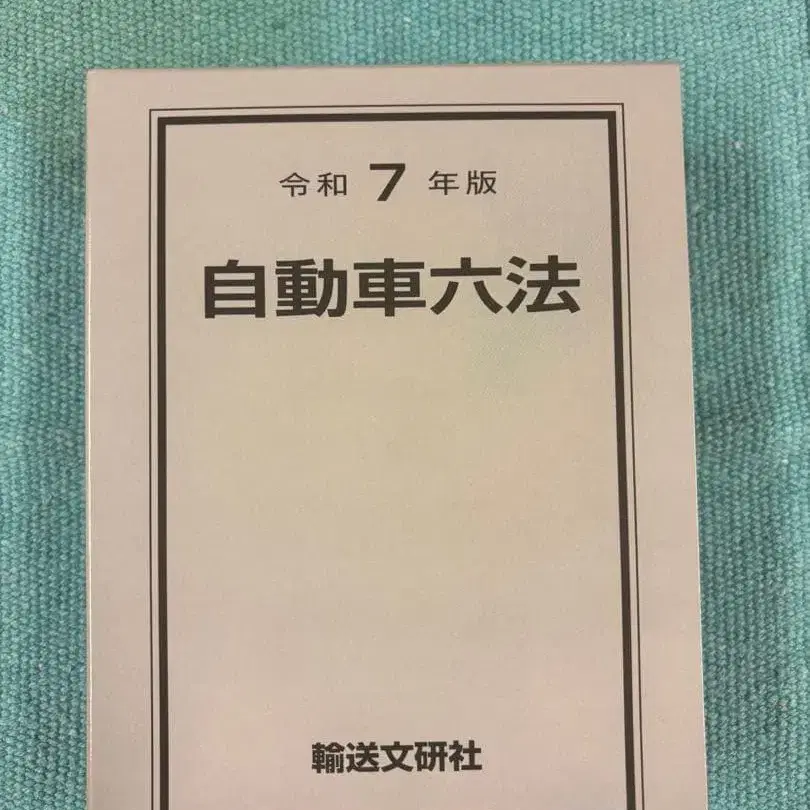 令和 7 年版
自動車六法
輸送文研社